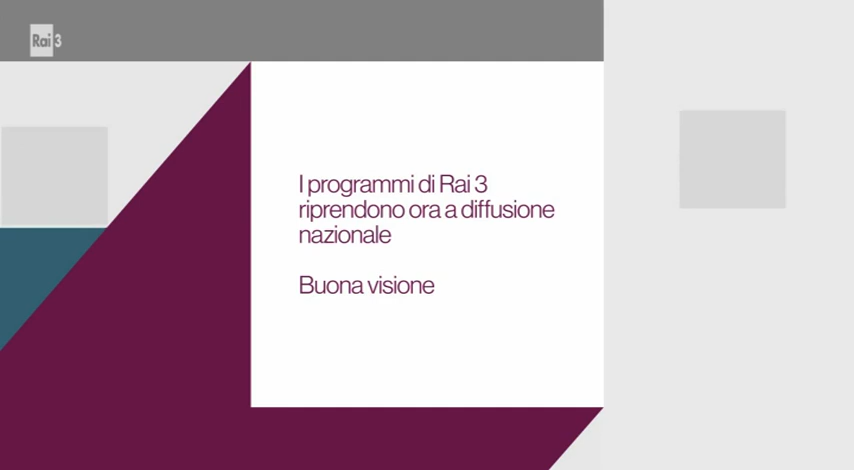 Rai 3
I programmi di Rai 3
riprendono ora a diffusione
nazionale
Buona visione